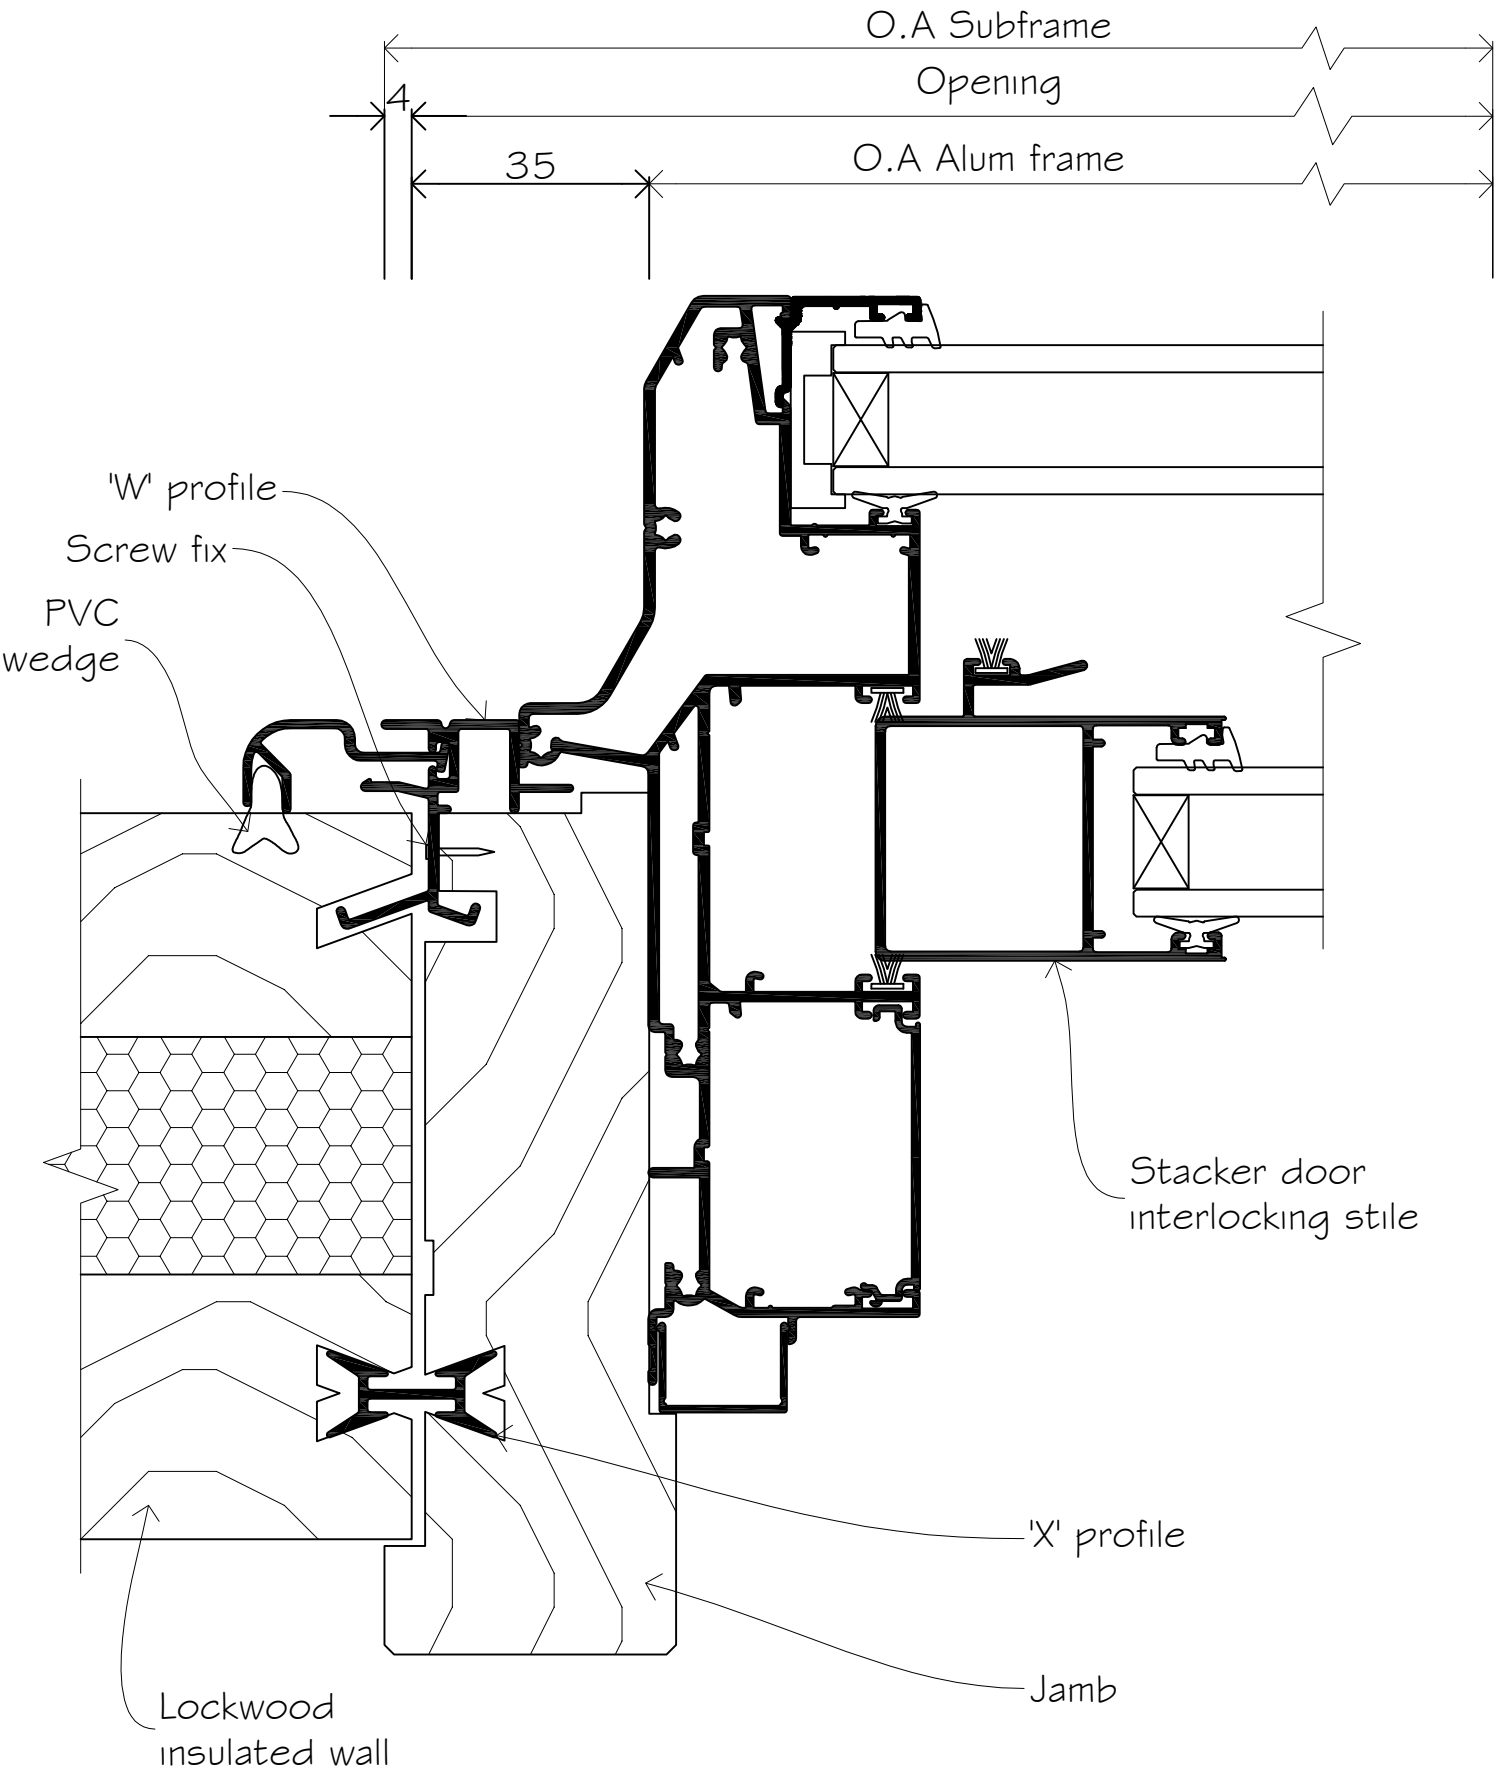 O.A Subframe
Opening
4
O.A Alum frame
35
'W' profile
Screw fix
PVC
wedge
Stacker door
interlocking stile
'X' profile
Jamb
Lockwood
insulated wall